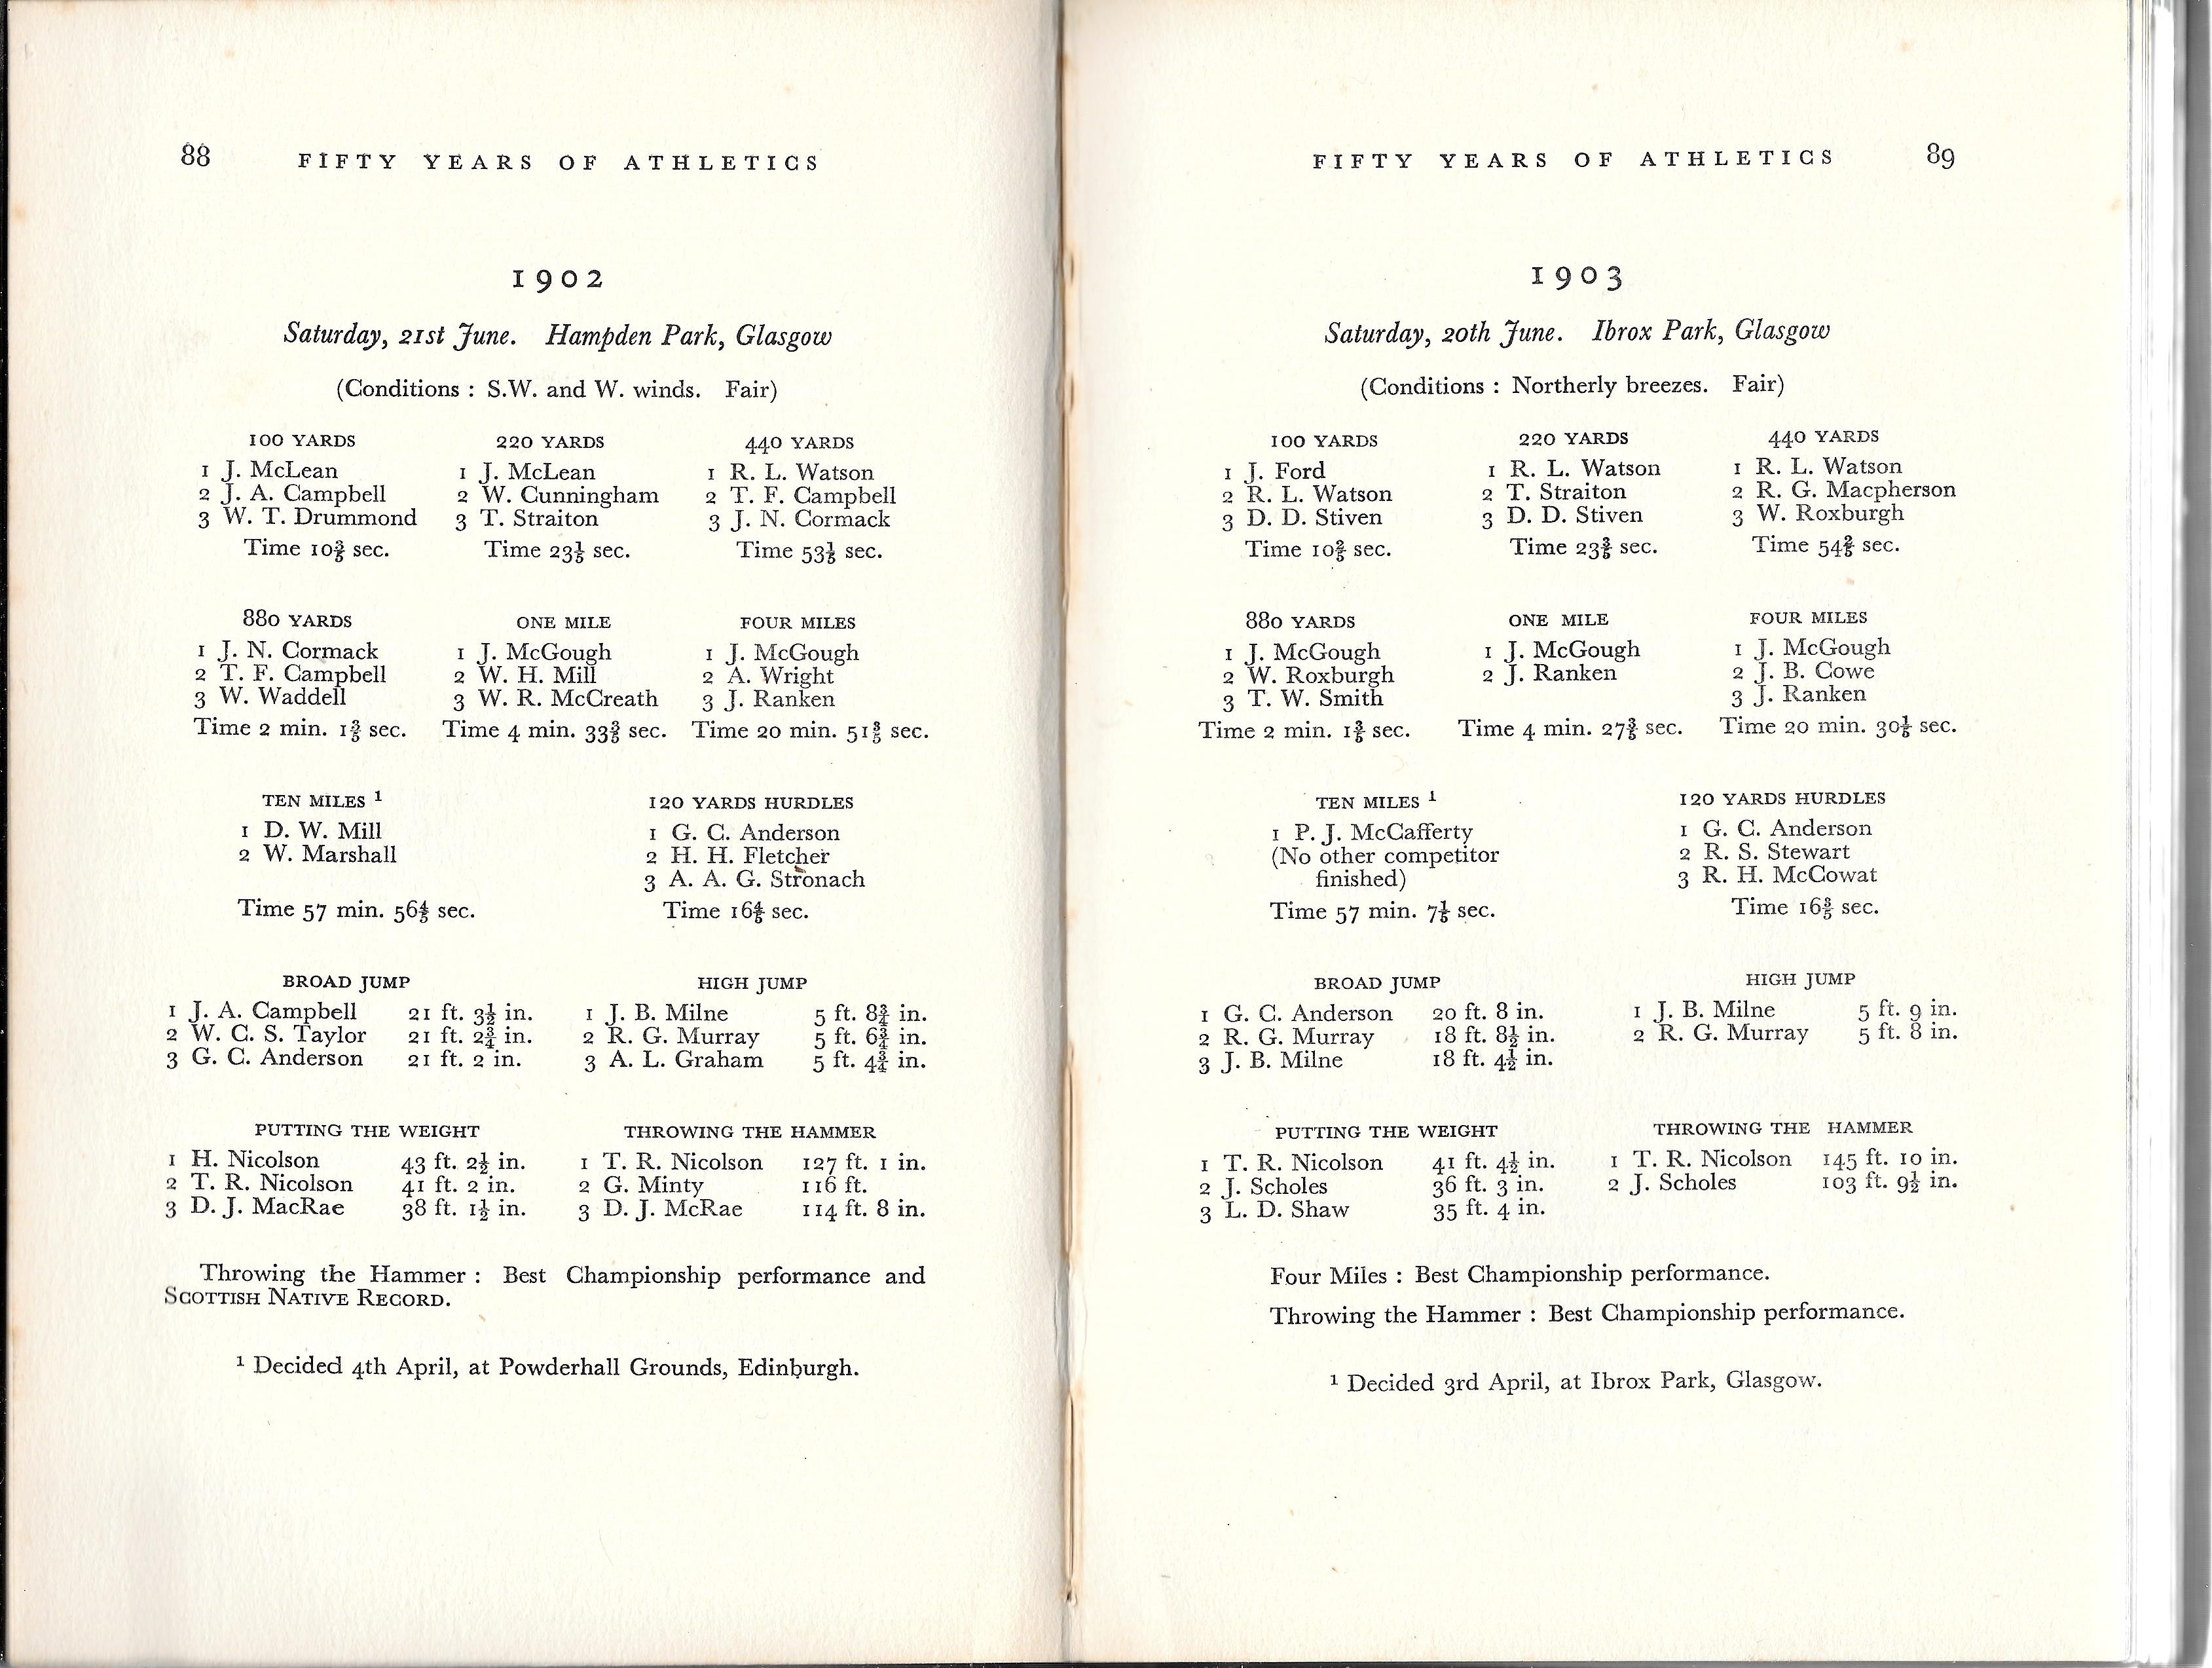 88 FIFTY YEARS OF ATHLETICS
1902
Saturday, 21st June. Hampden Park, Glasgow
(Conditions : S.W. and W. winds. Fair)
100 YARDS 220 YARDS 440 YARDS
1 J. McLean 1 J. McLean 1 R. L. Watson
2 J. A. Campbell 2 W. Cunningham 2 T. F. Campbell
3 W. T. Drummond 3 T. Straiton 3 J. N. Cormack
Time 10⅗ sec. Time 23⅕ sec. Time 53⅕ sec.
880 YARDS ONE MILE FOUR MILES
1 J. N. Cormack 1 J. McGough 1 J. McGough
2 T. F. Campbell 2 W. H. Mill 2 A. Wright
3 W. Waddell 3 W. R. McCreath 3 J. Ranken
Time 2 min. 1⅗ sec. Time 4 min. 33⅗ sec. Time 20 min. 51⅗ sec.
TEN MILES ¹ 120 YARDS HURDLES
1 D. W. Mill 1 G. C. Anderson
2 W. Marshall 2 H. H. Fletcher
3 A. A. G. Stronach
Time 57 min. 56⅘ sec. Time 16⅘ sec.
BROAD JUMP HIGH JUMP
1 J. A. Campbell 21 ft. 3½ in. 1 J. B. Milne 5 ft. 8¾ in.
2 W. C. S. Taylor 21 ft. 2¾ in. 2 R. G. Murray 5 ft. 6¾ in.
3 G. C. Anderson 21 ft. 2 in. 3 A. L. Graham 5 ft. 4¾ in.
PUTTING THE WEIGHT THROWING THE HAMMER
1 H. Nicolson 43 ft. 2½ in. 1 T. R. Nicolson 127 ft. 1 in.
2 T. R. Nicolson 41 ft. 2 in. 2 G. Minty 116 ft.
3 D. J. MacRae 38 ft. 1½ in. 3 D. J. McRae 114 ft. 8 in.
Throwing the Hammer : Best Championship performance and
SCOTTISH NATIVE RECORD.
¹ Decided 4th April, at Powderhall Grounds, Edinburgh.
FIFTY YEARS OF ATHLETICS 89
1903
Saturday, 20th June. Ibrox Park, Glasgow
(Conditions : Northerly breezes. Fair)
100 YARDS 220 YARDS 440 YARDS
1 J. Ford 1 R. L. Watson 1 R. L. Watson
2 R. L. Watson 2 T. Straiton 2 R. G. Macpherson
3 D. D. Stiven 3 D. D. Stiven 3 W. Roxburgh
Time 10⅗ sec. Time 23⅗ sec. Time 54⅖ sec.
880 YARDS ONE MILE FOUR MILES
1 J. McGough 1 J. McGough 1 J. McGough
2 W. Roxburgh 2 J. Ranken 2 J. B. Cowe
3 T. W. Smith 3 J. Ranken
Time 2 min. 1⅗ sec. Time 4 min. 27⅗ sec. Time 20 min. 30⅕ sec.
TEN MILES ¹ 120 YARDS HURDLES
1 P. J. McCafferty 1 G. C. Anderson
(No other competitor 2 R. S. Stewart
finished) 3 R. H. McCowat
Time 57 min. 7⅕ sec. Time 16⅗ sec.
BROAD JUMP HIGH JUMP
1 G. C. Anderson 20 ft. 8 in. 1 J. B. Milne 5 ft. 9 in.
2 R. G. Murray 18 ft. 8½ in. 2 R. G. Murray 5 ft. 8 in.
3 J. B. Milne 18 ft. 4½ in.
PUTTING THE WEIGHT THROWING THE HAMMER
1 T. R. Nicolson 41 ft. 4½ in. 1 T. R. Nicolson 145 ft. 10 in.
2 J. Scholes 36 ft. 3 in. 2 J. Scholes 103 ft. 9½ in.
3 L. D. Shaw 35 ft. 4 in.
Four Miles : Best Championship performance.
Throwing the Hammer : Best Championship performance.
¹ Decided 3rd April, at Ibrox Park, Glasgow.